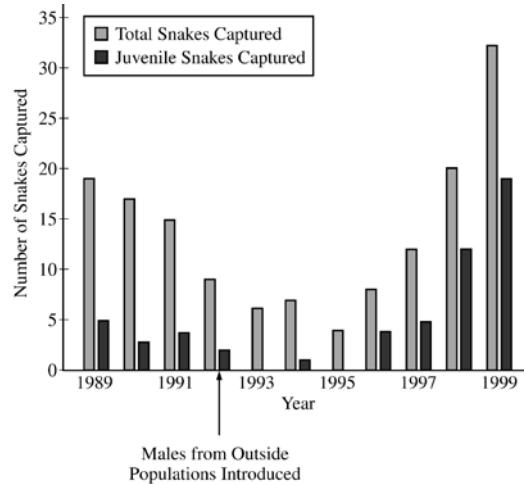 35
Total Snakes Captured
Juvenile Snakes Captured
30
25
20
15
10
5
0
Number of Snakes Captured
1989 1991 1993 1995 1997 1999
Year
Males from Outside
Populations Introduced